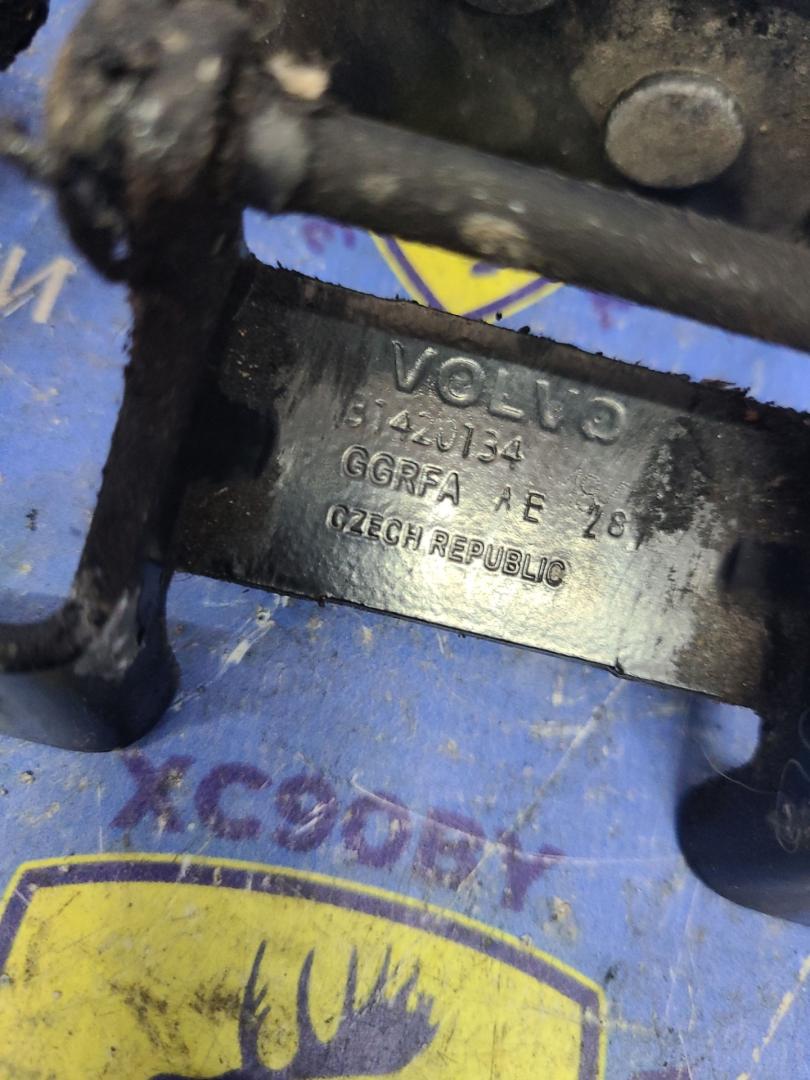 VOLVO
31420134
GGRFA AE 28
CZECH REPUBLIC
XC90BY